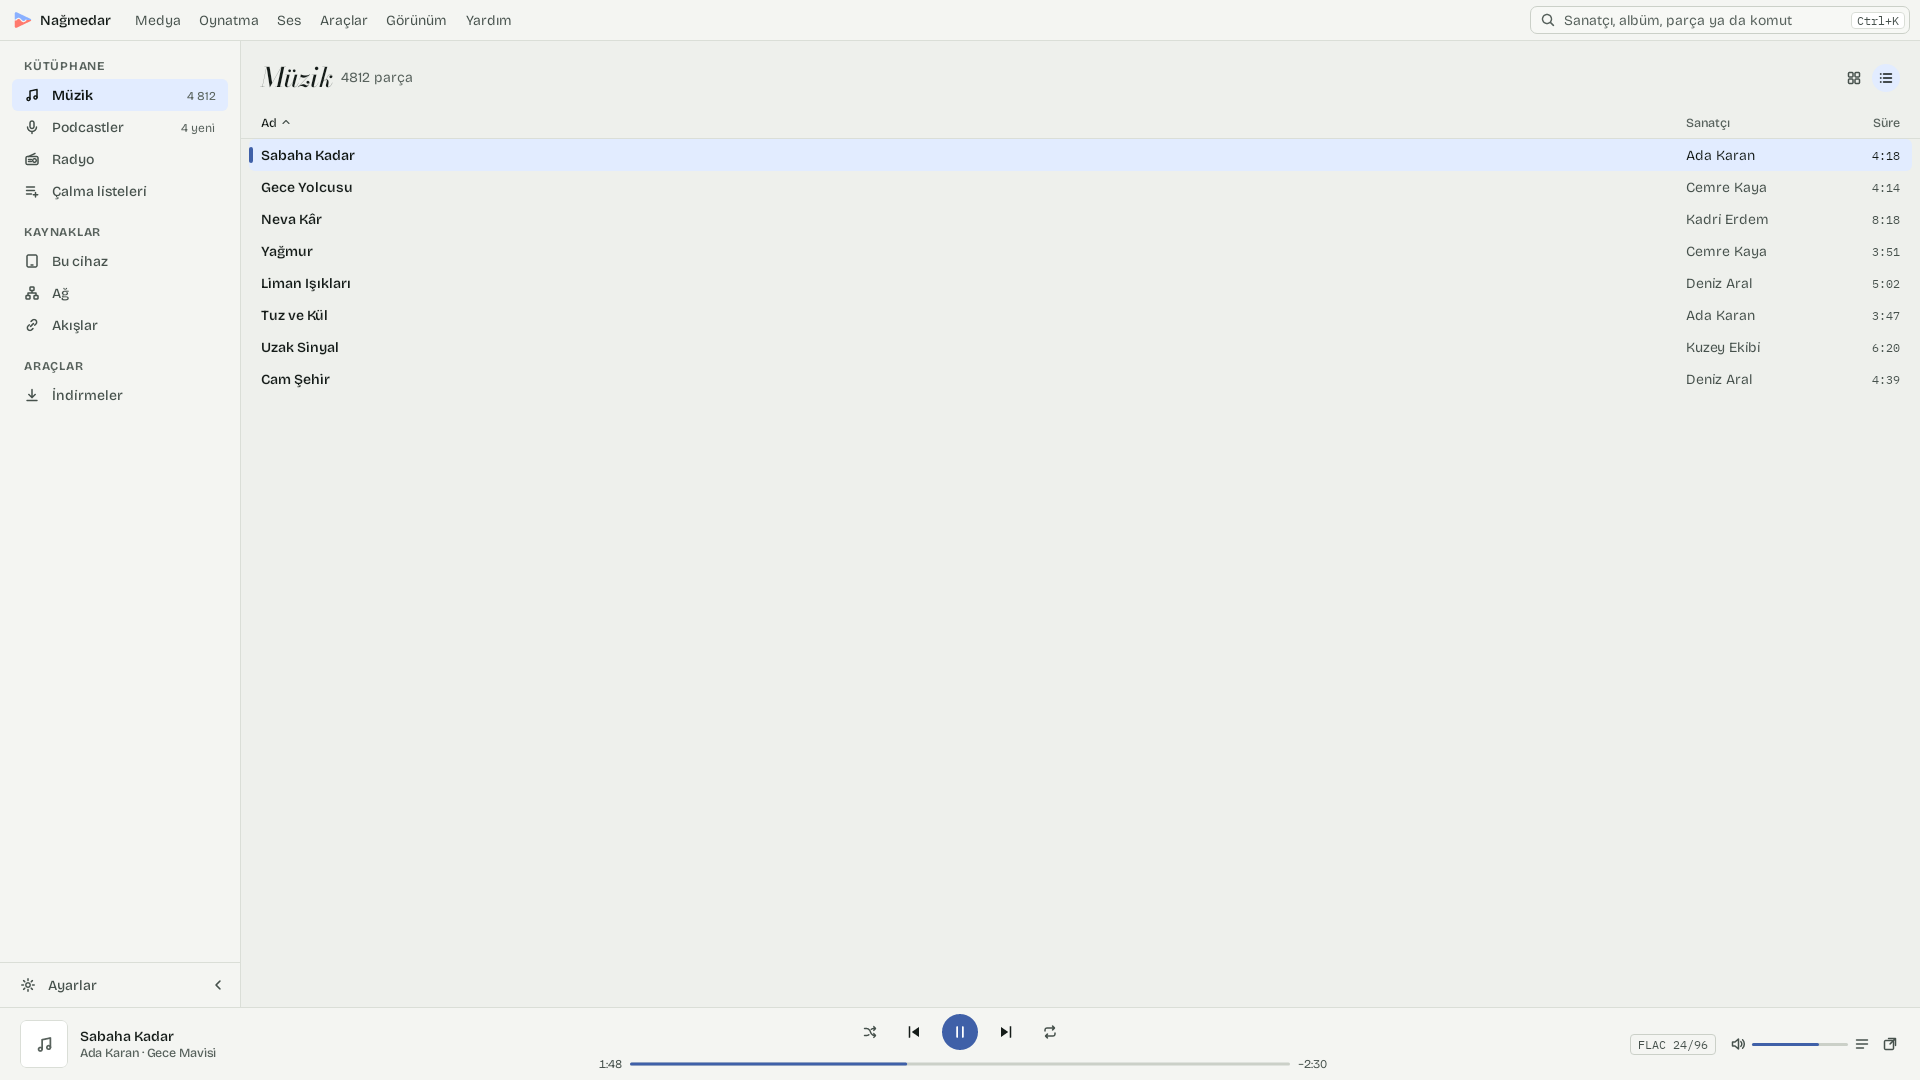 Nağmedar Medya Oynatma Ses Araçlar Görünüm Yardım Sanatçı, albüm, parça ya da komut Ctrl+K
KÜTÜPHANE
Müzik 4 812
Podcastler 4 yeni
Radyo
Çalma listeleri
KAYNAKLAR
Bu cihaz
Ağ
Akışlar
ARAÇLAR
İndirmeler
Ayarlar
Müzik 4812 parça
Ad Sanatçı Süre
Sabaha Kadar Ada Karan 4:18
Gece Yolcusu Cemre Kaya 4:14
Neva Kâr Kadri Erdem 8:18
Yağmur Cemre Kaya 3:51
Liman Işıkları Deniz Aral 5:02
Tuz ve Kül Ada Karan 3:47
Uzak Sinyal Kuzey Ekibi 6:20
Cam Şehir Deniz Aral 4:39
Sabaha Kadar
Ada Karan · Gece Mavisi
1:48 −2:30
FLAC 24/96